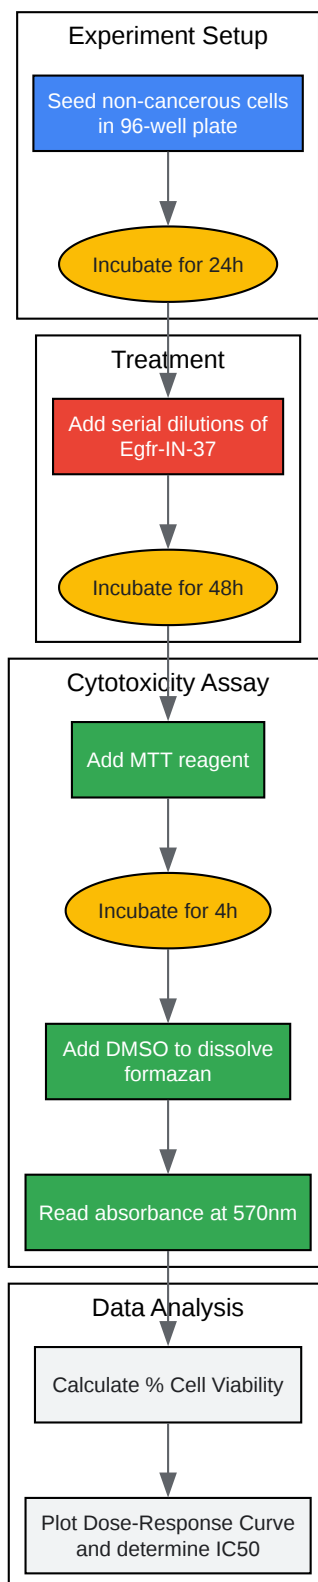 Experiment Setup
Seed non-cancerous cells
in 96-well plate
Incubate for 24h
Treatment
Add serial dilutions of
Egfr-IN-37
Incubate for 48h
Cytotoxicity Assay
Add MTT reagent
Incubate for 4h
Add DMSO to dissolve
formazan
Read absorbance at 570nm
Data Analysis
Calculate % Cell Viability
Plot Dose-Response Curve
and determine IC50